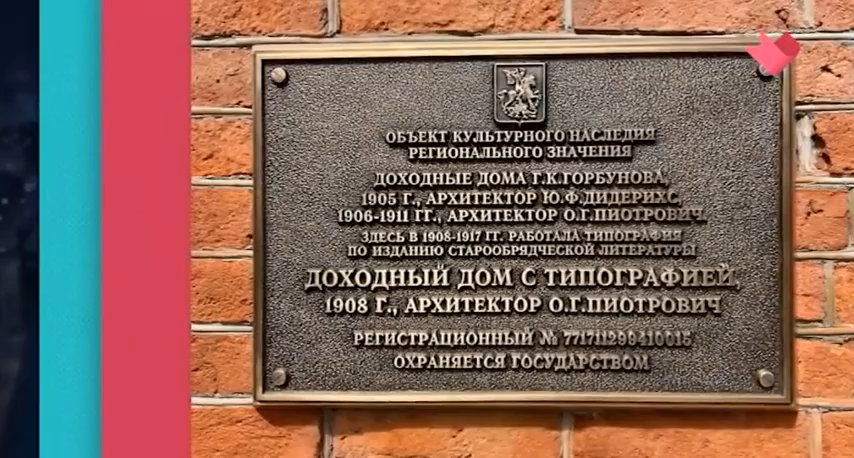 ОБЪЕКТ КУЛЬТУРНОГО НАСЛЕДИЯ
РЕГИОНАЛЬНОГО ЗНАЧЕНИЯ
ДОХОДНЫЕ ДОМА Г.К.ГОРБУНОВА,
1905 Г., АРХИТЕКТОР Ю.Ф.ДИДЕРИХС,
1906-1911 ГГ., АРХИТЕКТОР О.Г.ПИОТРОВИЧ.
ЗДЕСЬ В 1908-1917 ГГ. РАБОТАЛА ТИПОГРАФИЯ
ПО ИЗДАНИЮ СТАРООБРЯДЧЕСКОЙ ЛИТЕРАТУРЫ
ДОХОДНЫЙ ДОМ С ТИПОГРАФИЕЙ,
1908 Г., АРХИТЕКТОР О.Г.ПИОТРОВИЧ
РЕГИСТРАЦИОННЫЙ № 771711299410015
ОХРАНЯЕТСЯ ГОСУДАРСТВОМ